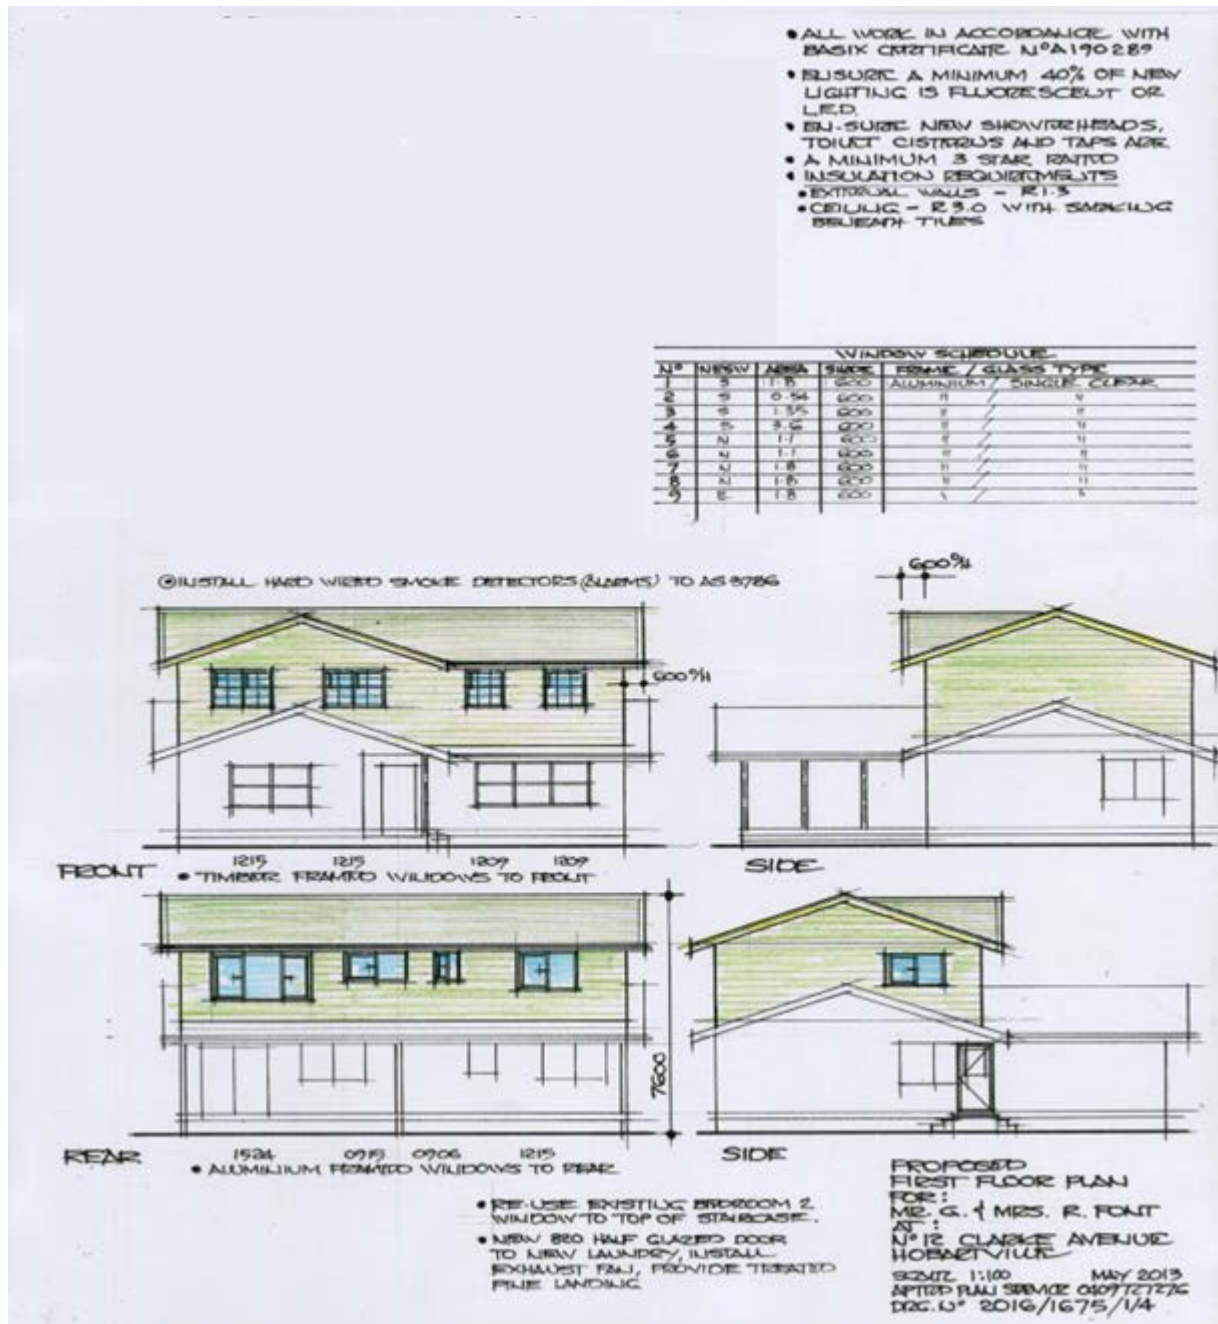 • ALL WORK IN ACCORDANCE WITH
BASIX CERTIFICATE NºA190289
• ENSURE A MINIMUM 40% OF NEW
LIGHTING IS FLUORESCENT OR
L.E.D.
• EN-SURE NEW SHOWERHEADS,
TOILET CISTERNS AND TAPS ARE
• A MINIMUM 3 STAR RATED
• INSULATION REQUIREMENTS
• EXTERNAL WALLS - R1.3
• CEILING - R3.0 WITH SARKING
BENEATH TILES
WINDOW SCHEDULE
Nº NESW AREA SHADE FRAME / GLASS TYPE
1 S 1.8 600 ALUMINIUM / SINGLE CLEAR
2 S 0.54 600 " / "
3 S 1.35 600 " / "
4 S 3.6 600 " / "
5 N 1.1 600 " / "
6 N 1.1 600 " / "
7 N 1.8 600 " / "
8 N 1.8 600 " / "
9 E 1.8 600 " / "
INSTALL HARD WIRED SMOKE DETECTORS (ALARMS) TO AS 3786
600 O/H
600 O/H
FRONT 1215 1215 1209 1209
• TIMBER FRAMED WINDOWS TO FRONT
SIDE
7600
REAR 1524 0915 0906 1215
• ALUMINIUM FRAMED WINDOWS TO REAR
SIDE
• RE-USE EXISTING BEDROOM 2
WINDOW TO TOP OF STAIRCASE.
• NEW 820 HALF GLAZED DOOR
TO NEW LAUNDRY, INSTALL
EXHAUST FAN, PROVIDE TREATED
PINE LANDING
PROPOSED
FIRST FLOOR PLAN
FOR:
MR. G. & MRS. R. FONT
AT:
Nº 12 CLARKE AVENUE
HOBARTVILLE
SCALE 1:100 MAY 2013
PLAN SERVICE
DRG. Nº 2016/1675/1/4